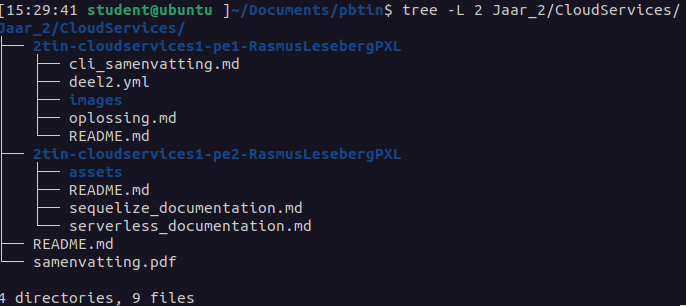 [15:29:41 student@ubuntu ]~/Documents/pbtin$ tree -L 2 Jaar_2/CloudServices/
Jaar_2/CloudServices/
├── 2tin-cloudservices1-pe1-RasmusLesebergPXL
│   ├── cli_samenvatting.md
│   ├── deel2.yml
│   ├── images
│   ├── oplossing.md
│   └── README.md
├── 2tin-cloudservices1-pe2-RasmusLesebergPXL
│   ├── assets
│   ├── README.md
│   ├── sequelize_documentation.md
│   └── serverless_documentation.md
├── README.md
└── samenvatting.pdf
4 directories, 9 files